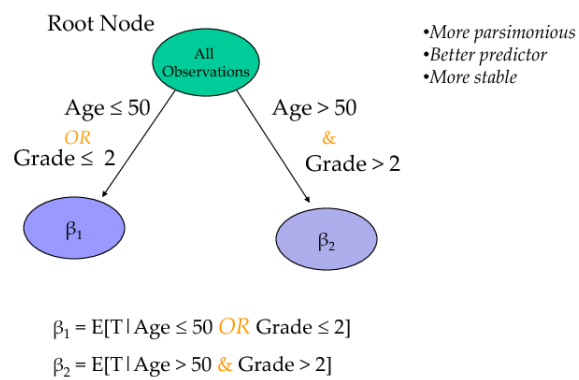 Root Node
•More parsimonious
•Better predictor
•More stable
All
Observations
Age ≤ 50
OR
Grade ≤ 2
Age > 50
&
Grade > 2
β1
β2
β1 = E[T|Age ≤ 50 OR Grade ≤ 2]
β2 = E[T|Age > 50 & Grade > 2]